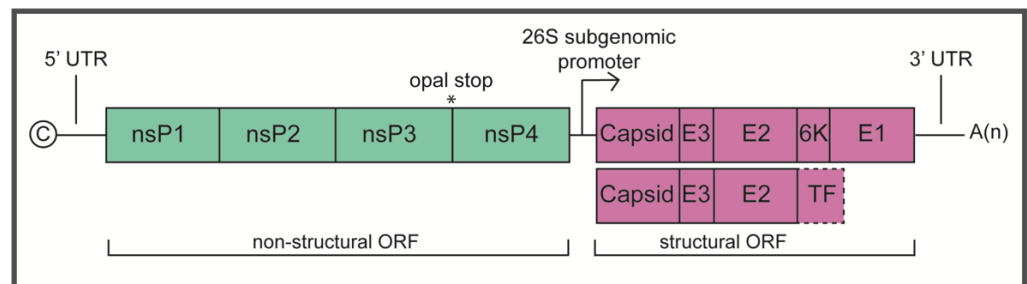 26S subgenomic
promoter
5’ UTR
3’ UTR
opal stop
*
C nsP1 nsP2 nsP3 nsP4 Capsid E3 E2 6K E1 A(n)
Capsid E3 E2 TF
non-structural ORF structural ORF